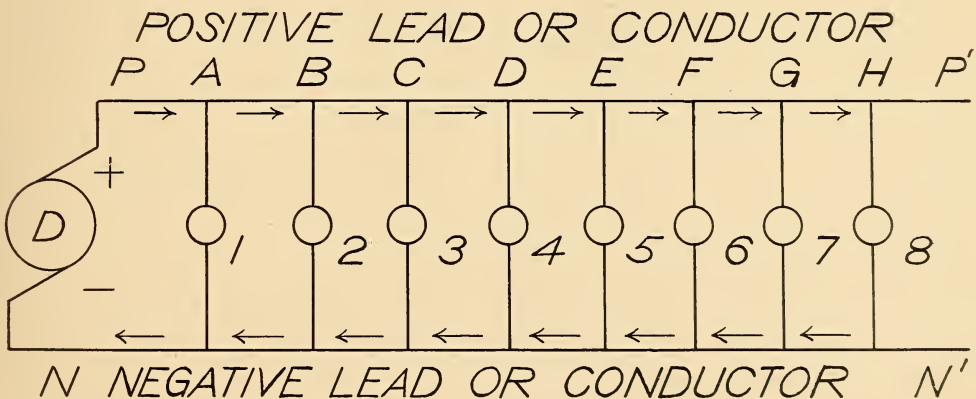 POSITIVE LEAD OR CONDUCTOR
P A B C D E F G H P'
+
D 1 2 3 4 5 6 7 8
−
N NEGATIVE LEAD OR CONDUCTOR N'